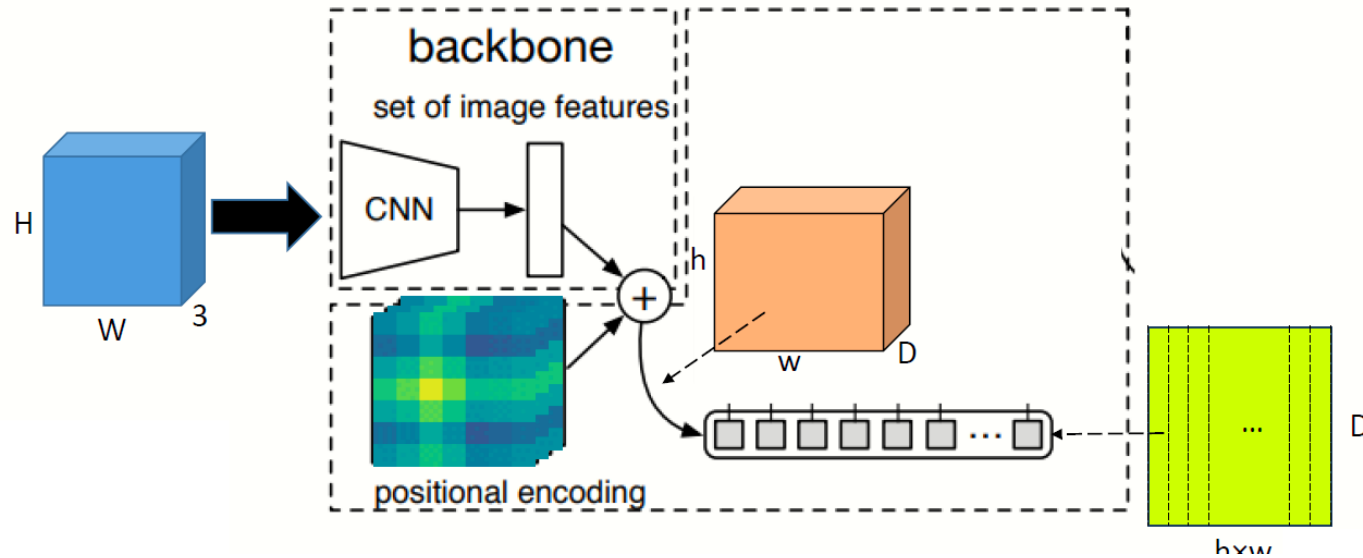 backbone
set of image features
H
CNN
W
3
+
h
w
D
...
...
D
positional encoding
h×w